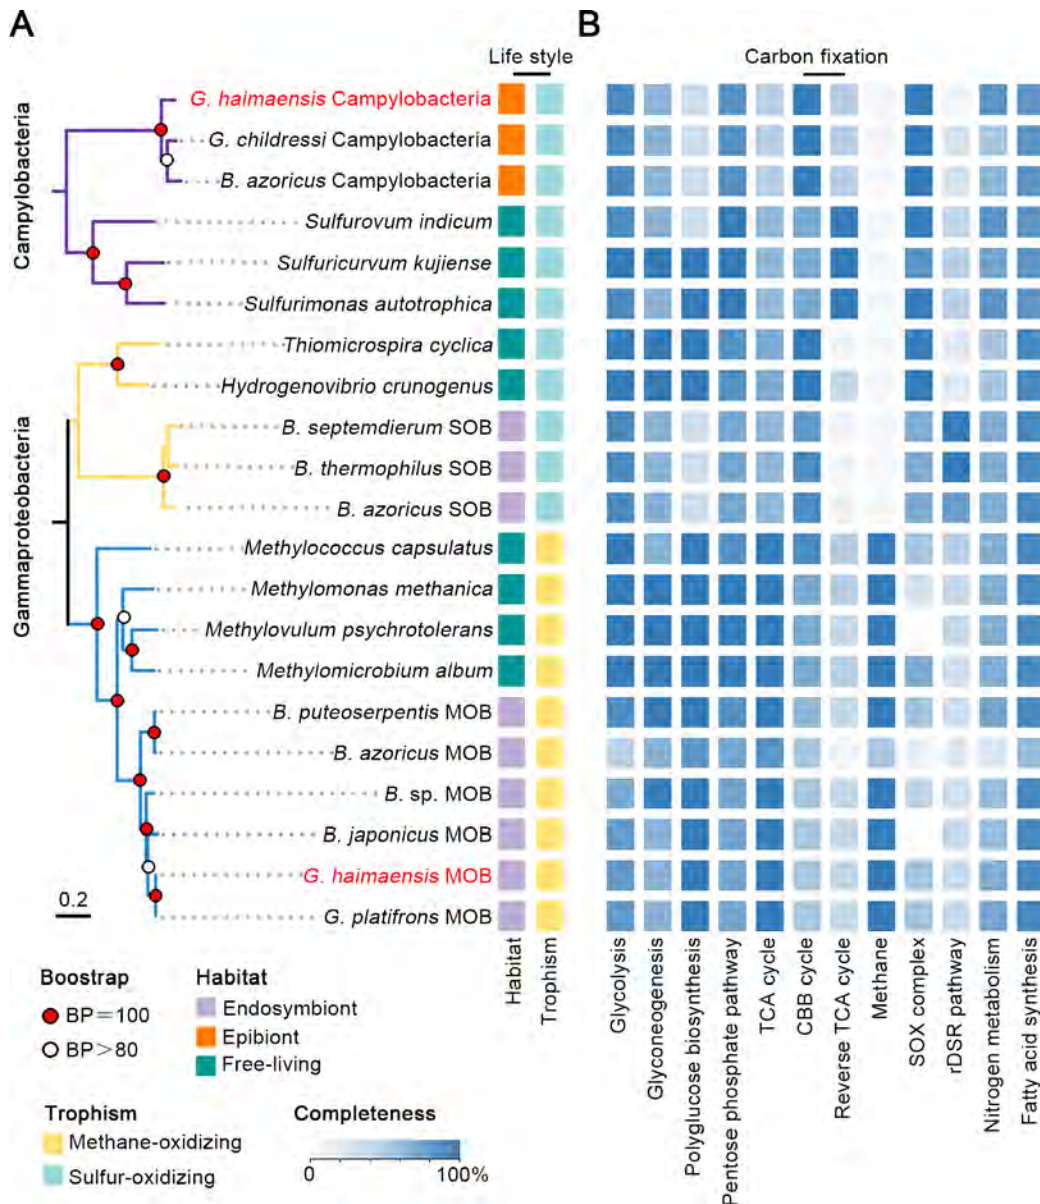 A
B
Life style
Carbon fixation
Campylobacteria
Gammaproteobacteria
G. haimaensis Campylobacteria
G. childressi Campylobacteria
B. azoricus Campylobacteria
Sulfurovum indicum
Sulfuricurvum kujiense
Sulfurimonas autotrophica
Thiomicrospira cyclica
Hydrogenovibrio crunogenus
B. septemdierum SOB
B. thermophilus SOB
B. azoricus SOB
Methylococcus capsulatus
Methylomonas methanica
Methylovulum psychrotolerans
Methylomicrobium album
B. puteoserpentis MOB
B. azoricus MOB
B. sp. MOB
B. japonicus MOB
G. haimaensis MOB
G. platifrons MOB
0.2
Habitat
Trophism
Glycolysis
Glyconeogenesis
Polyglucose biosynthesis
Pentose phosphate pathway
TCA cycle
CBB cycle
Reverse TCA cycle
Methane
SOX complex
rDSR pathway
Nitrogen metabolism
Fatty acid synthesis
Boostrap
BP=100
BP>80
Habitat
Endosymbiont
Epibiont
Free-living
Trophism
Methane-oxidizing
Sulfur-oxidizing
Completeness
0
100%